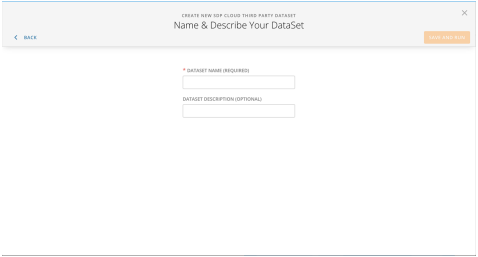 CREATE NEW SDP CLOUD THIRD PARTY DATASET
Name & Describe Your DataSet
BACK
SAVE AND RUN
* DATASET NAME (REQUIRED)
DATASET DESCRIPTION (OPTIONAL)